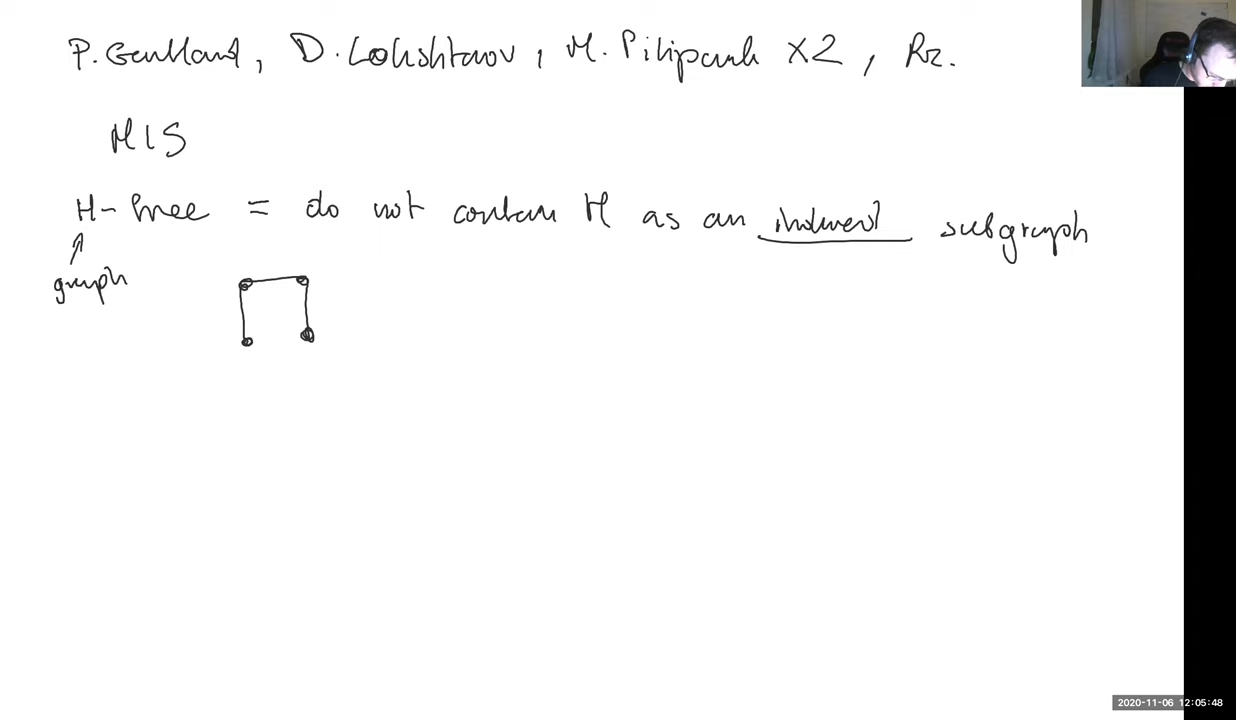 P. Gartland, D. Lokshtanov, M. Pilipczuk X2, Rz.
MIS
H-free = do not contain H as an induced subgraph
graph
2020-11-06 12:05:48